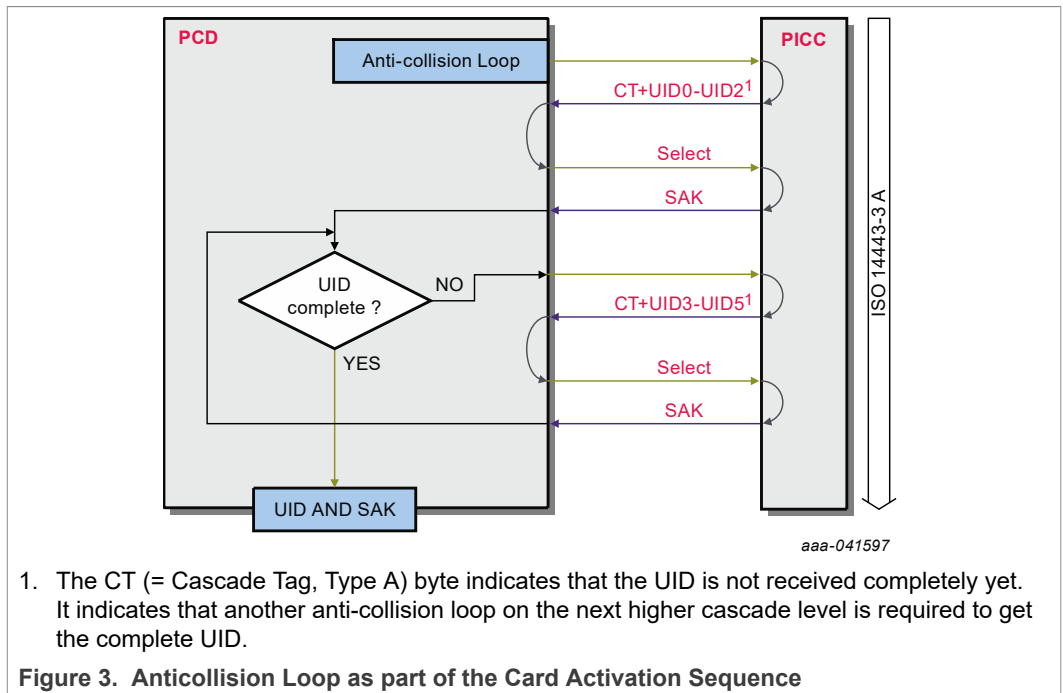 PCD
PICC
Anti-collision Loop
CT+UID0-UID2¹
Select
SAK
UID
complete ?
NO
CT+UID3-UID5¹
YES
Select
SAK
UID AND SAK
ISO 14443-3 A
aaa-041597
1. The CT (= Cascade Tag, Type A) byte indicates that the UID is not received completely yet.
It indicates that another anti-collision loop on the next higher cascade level is required to get
the complete UID.
Figure 3. Anticollision Loop as part of the Card Activation Sequence